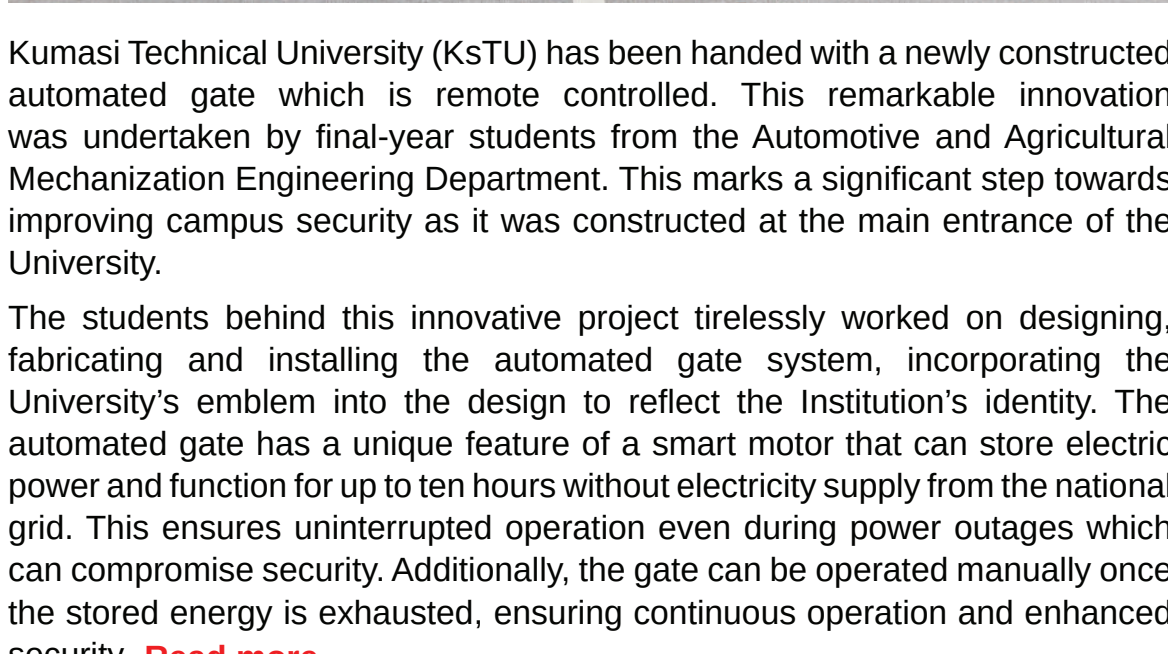 Kumasi Technical University (KsTU) has been handed with a newly constructed
automated gate which is remote controlled. This remarkable innovation
was undertaken by final-year students from the Automotive and Agricultural
Mechanization Engineering Department. This marks a significant step towards
improving campus security as it was constructed at the main entrance of the
University.
The students behind this innovative project tirelessly worked on designing,
fabricating and installing the automated gate system, incorporating the
University’s emblem into the design to reflect the Institution’s identity. The
automated gate has a unique feature of a smart motor that can store electric
power and function for up to ten hours without electricity supply from the national
grid. This ensures uninterrupted operation even during power outages which
can compromise security. Additionally, the gate can be operated manually once
the stored energy is exhausted, ensuring continuous operation and enhanced
security. Read more